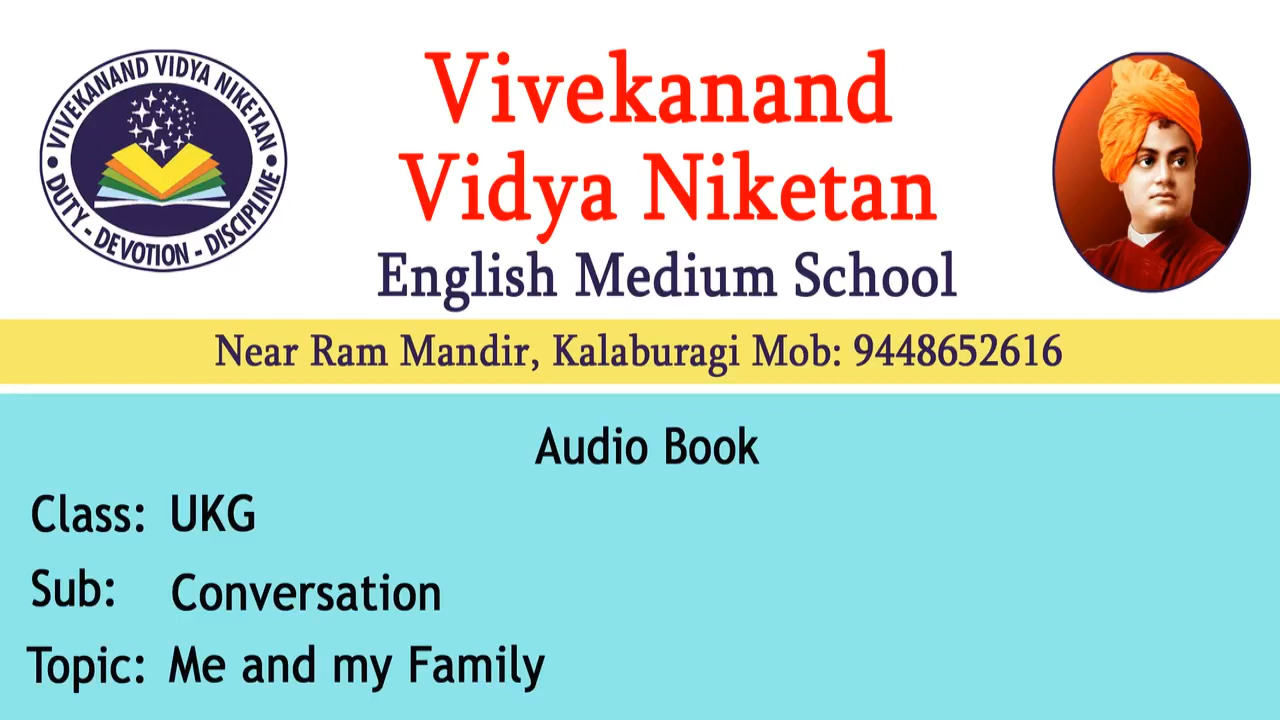 VIVEKANAND VIDYA NIKETAN
DUTY - DEVOTION - DISCIPLINE
Vivekanand
Vidya Niketan
English Medium School
Near Ram Mandir, Kalaburagi Mob: 9448652616
Audio Book
Class: UKG
Sub: Conversation
Topic: Me and my Family